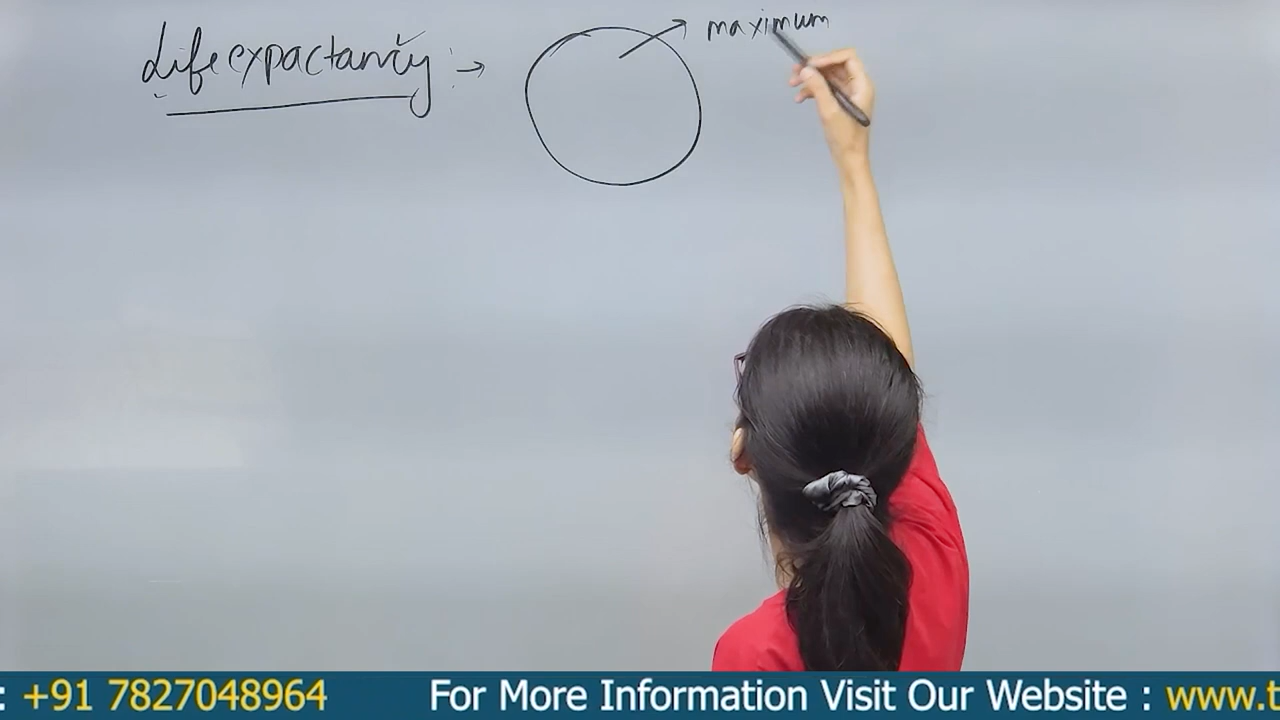 Life expactancy : →
maximum
: +91 7827048964 For More Information Visit Our Website : www.t